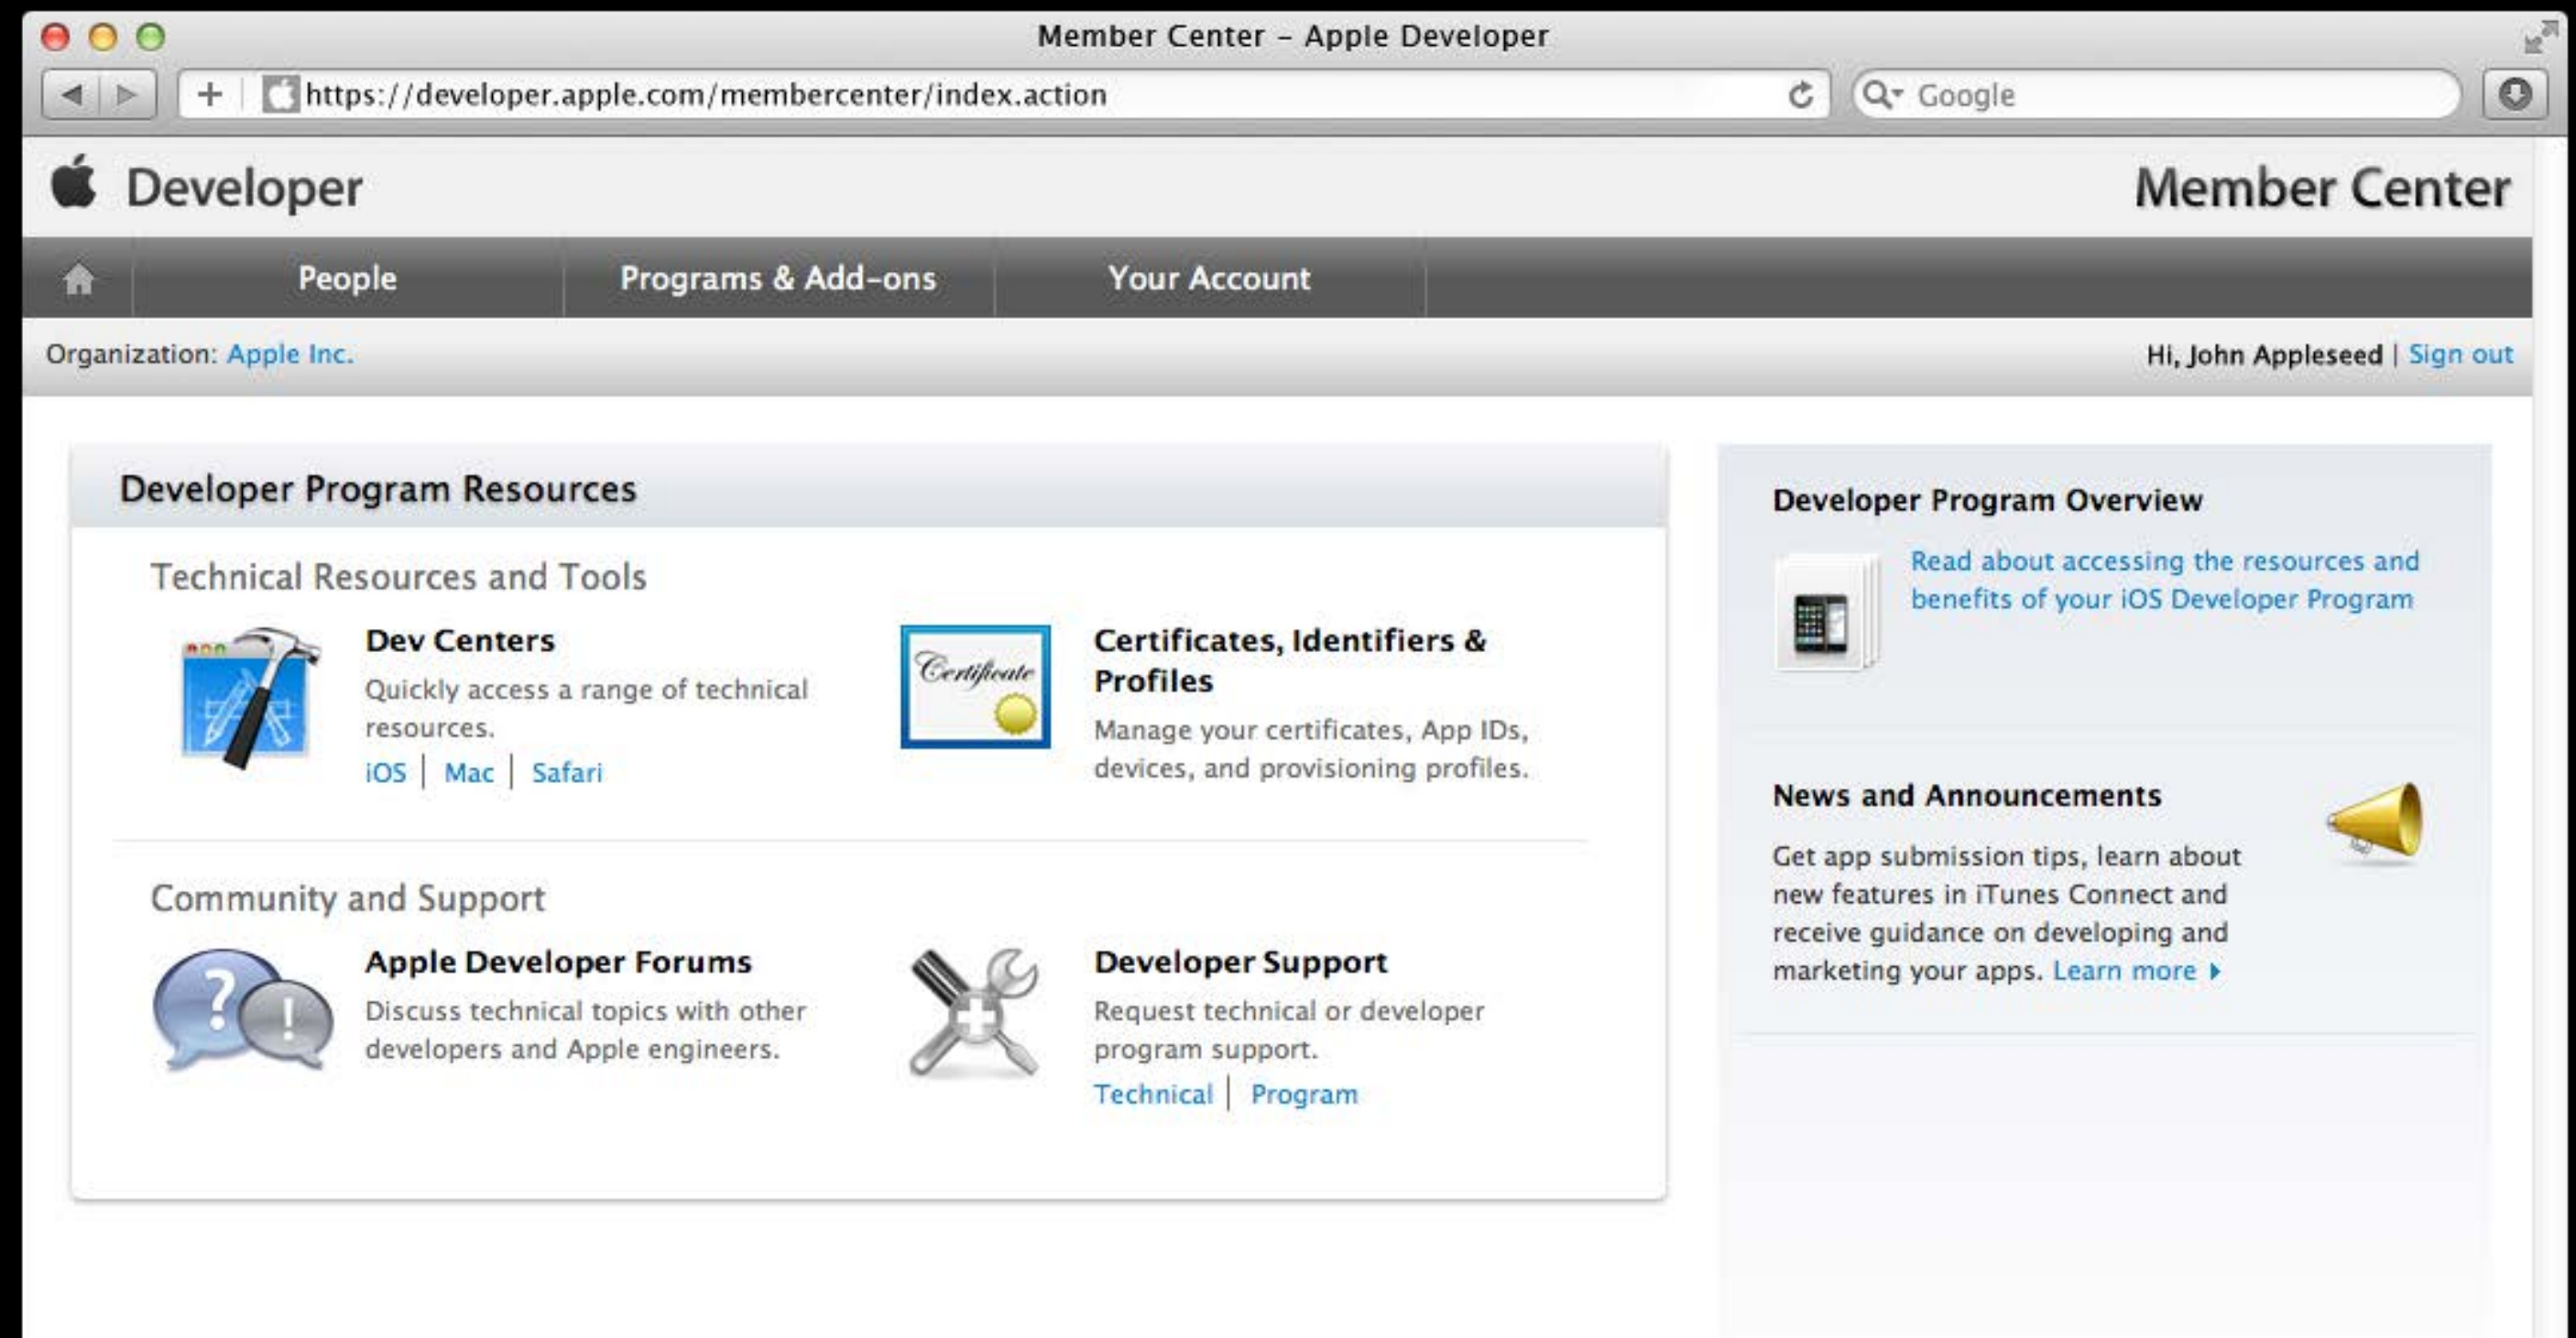 Member Center – Apple Developer
https://developer.apple.com/membercenter/index.action
Google
Developer
Member Center
People
Programs & Add-ons
Your Account
Organization: Apple Inc.
Hi, John Appleseed | Sign out
Developer Program Resources
Technical Resources and Tools
Dev Centers
Quickly access a range of technical
resources.
iOS | Mac | Safari
Certificate
Certificates, Identifiers &
Profiles
Manage your certificates, App IDs,
devices, and provisioning profiles.
Community and Support
Apple Developer Forums
Discuss technical topics with other
developers and Apple engineers.
Developer Support
Request technical or developer
program support.
Technical | Program
Developer Program Overview
Read about accessing the resources and
benefits of your iOS Developer Program
News and Announcements
Get app submission tips, learn about
new features in iTunes Connect and
receive guidance on developing and
marketing your apps. Learn more